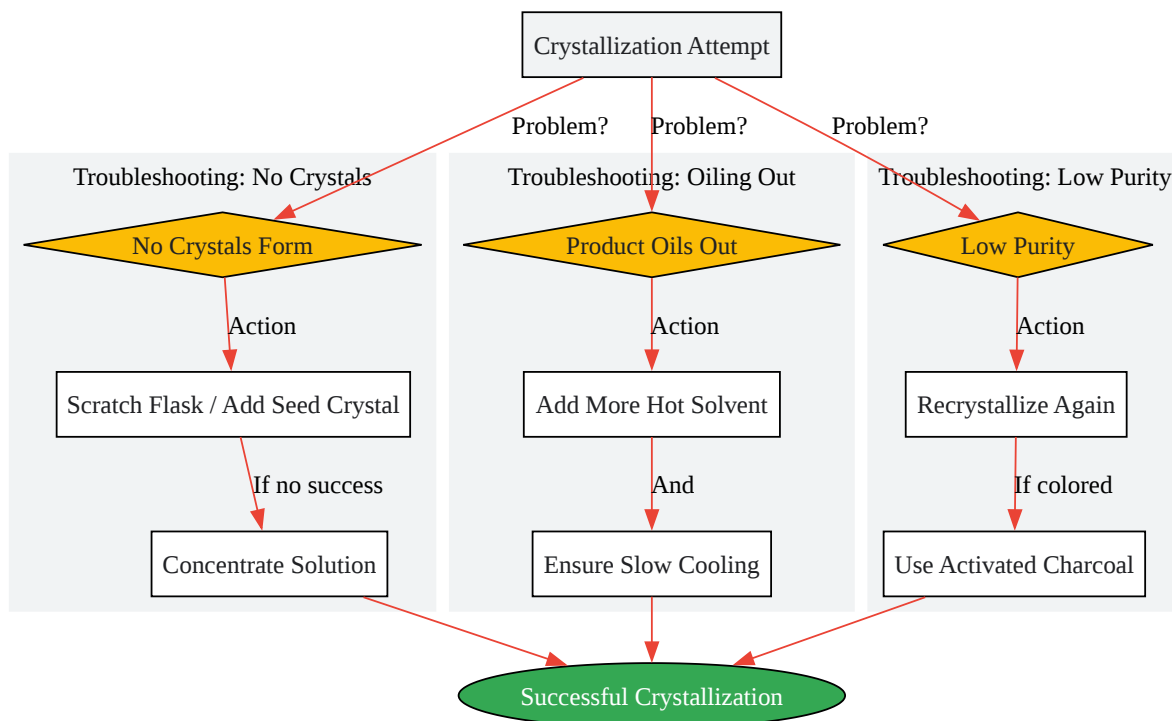 Crystallization Attempt
Problem?
Problem?
Problem?
Troubleshooting: No Crystals
Troubleshooting: Oiling Out
Troubleshooting: Low Purity
No Crystals Form
Product Oils Out
Low Purity
Action
Action
Action
Scratch Flask / Add Seed Crystal
Add More Hot Solvent
Recrystallize Again
If no success
And
If colored
Concentrate Solution
Ensure Slow Cooling
Use Activated Charcoal
Successful Crystallization